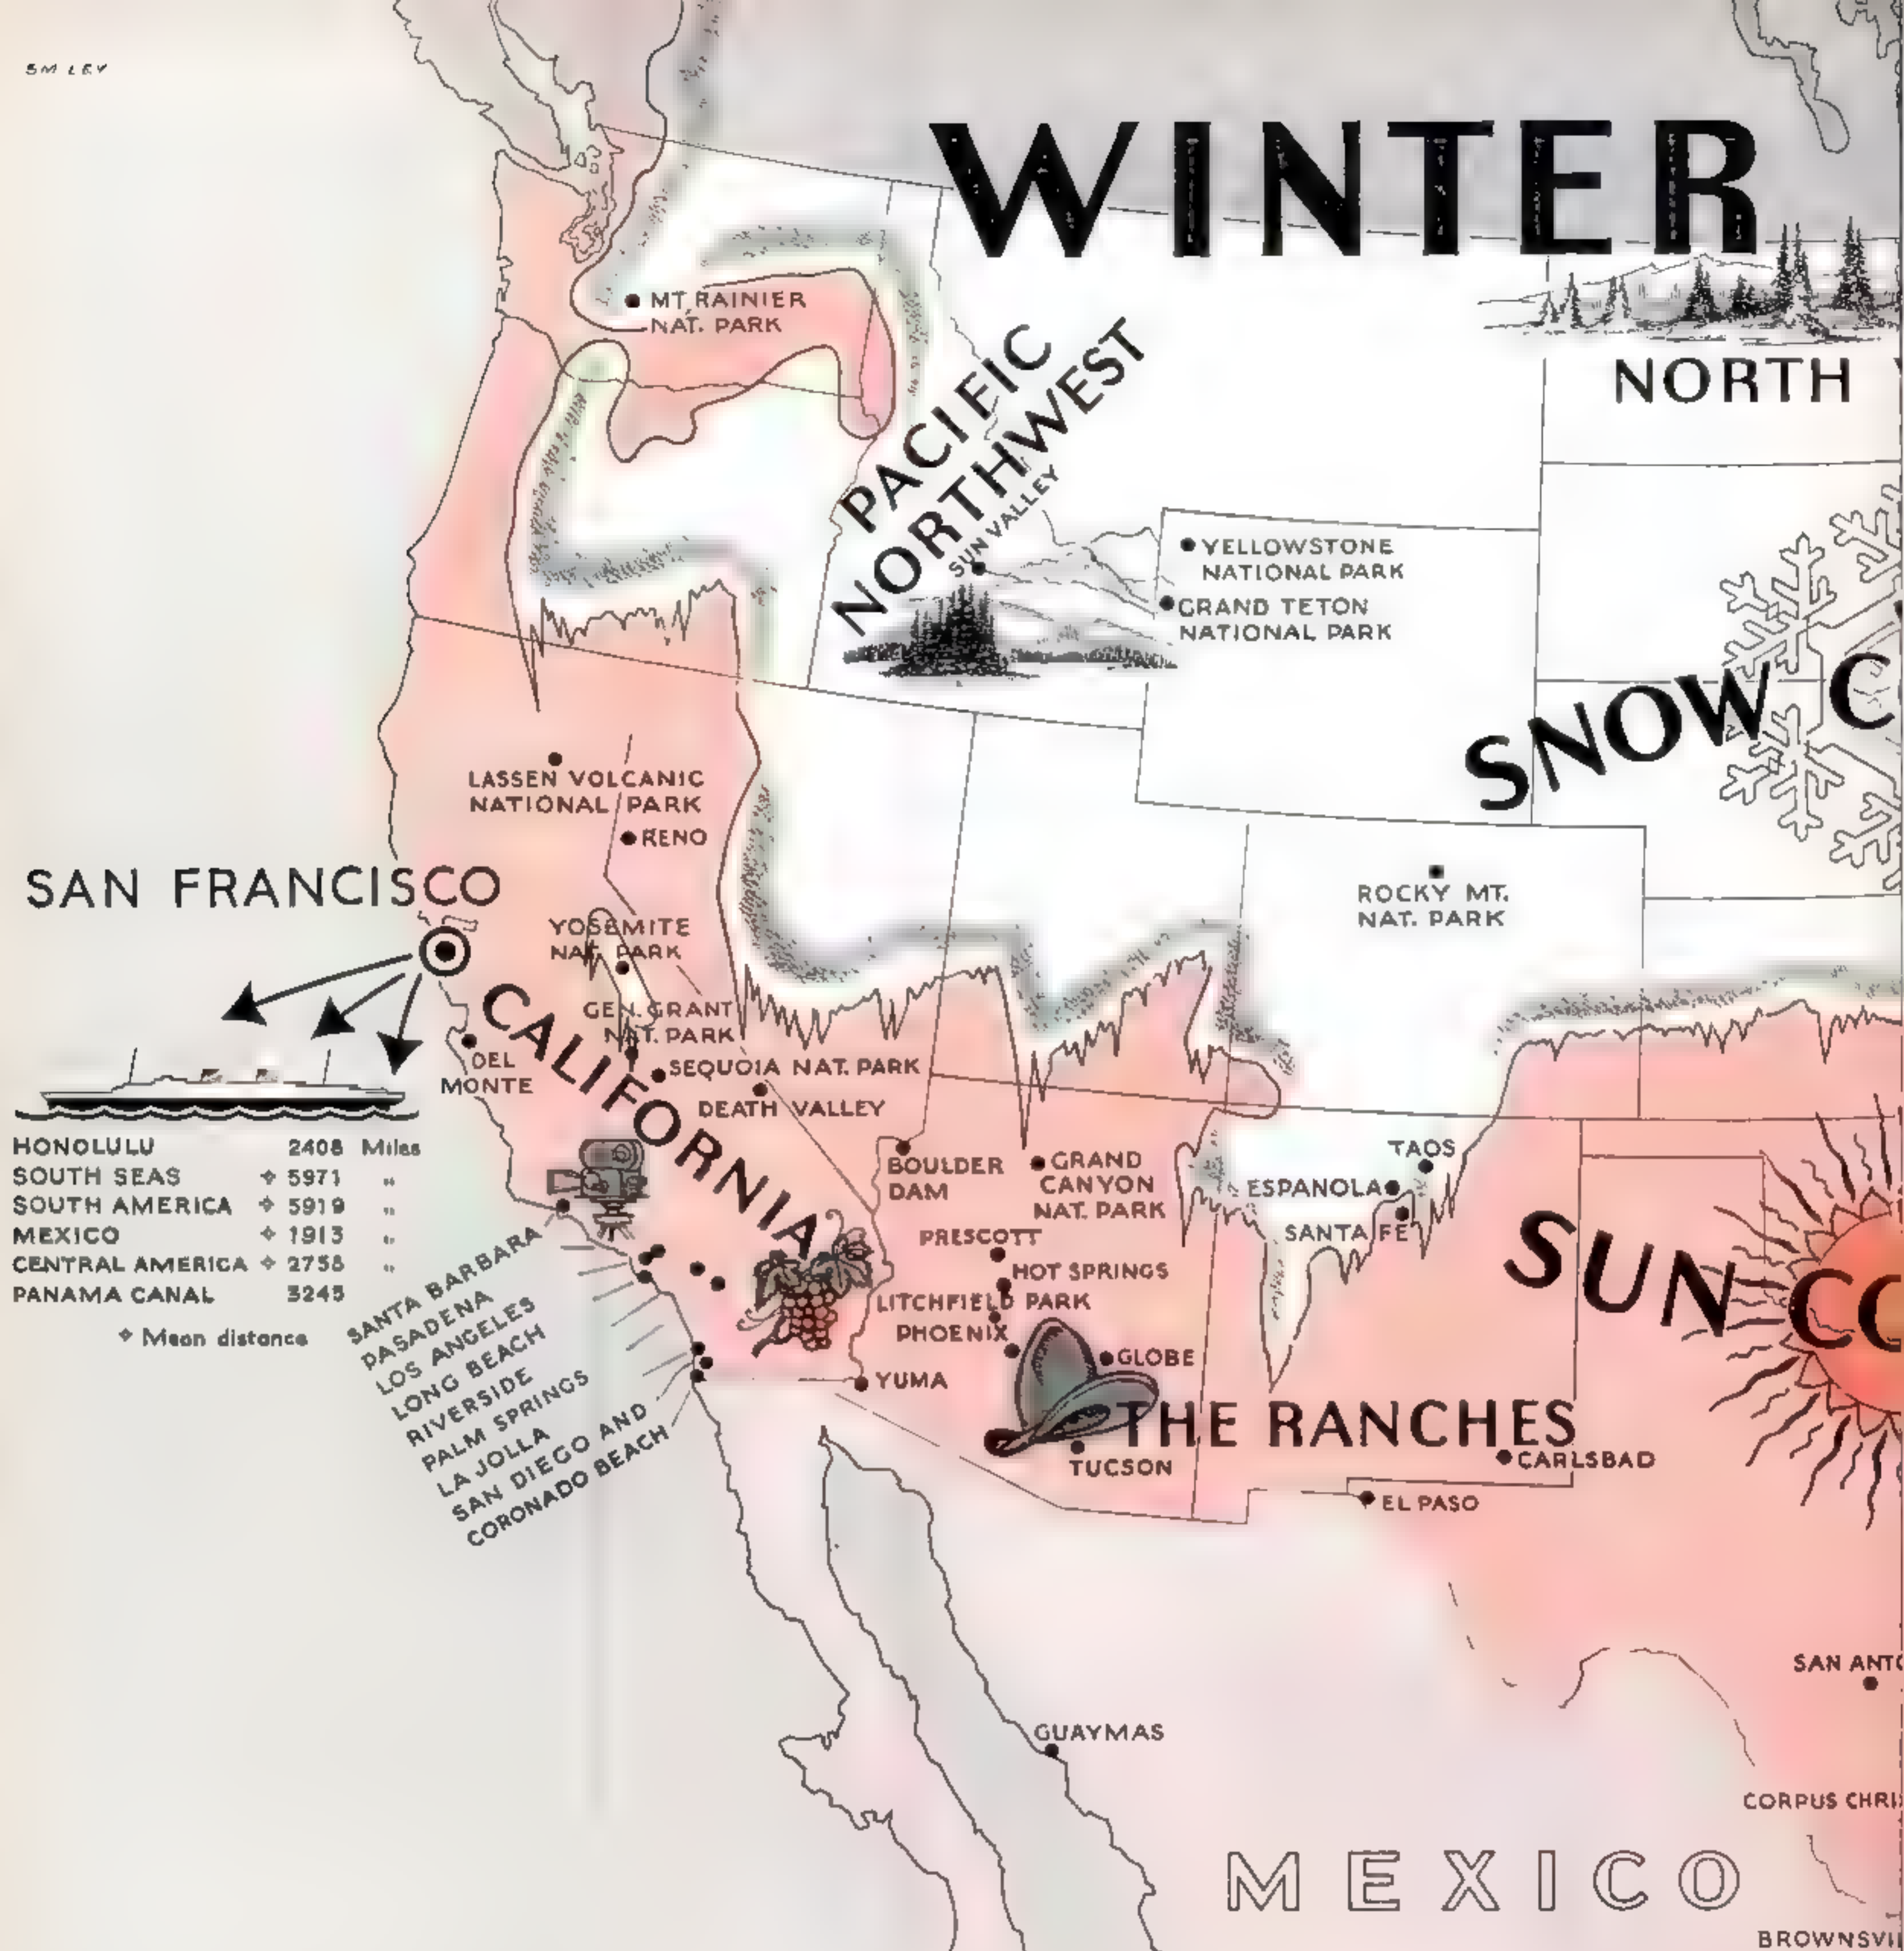 SMILEY
WINTER
MT. RAINIER
NAT. PARK
PACIFIC
NORTHWEST
SUN VALLEY
NORTH
YELLOWSTONE
NATIONAL PARK
GRAND TETON
NATIONAL PARK
SNOW C
LASSEN VOLCANIC
NATIONAL PARK
RENO
SAN FRANCISCO
ROCKY MT.
NAT. PARK
YOSEMITE
NAT. PARK
GEN. GRANT
NAT. PARK
CALIFORNIA
DEL
MONTE
SEQUOIA NAT. PARK
DEATH VALLEY
HONOLULU 2408 Miles
SOUTH SEAS ✧ 5971 "
SOUTH AMERICA ✧ 5919 "
MEXICO ✧ 1913 "
CENTRAL AMERICA ✧ 2758 "
PANAMA CANAL 3245
✧ Mean distance
BOULDER
DAM
GRAND
CANYON
NAT. PARK
TAOS
ESPANOLA
SANTA FE
PRESCOTT
HOT SPRINGS
LITCHFIELD PARK
PHOENIX
GLOBE
YUMA
SUN CO
SANTA BARBARA
PASADENA
LOS ANGELES
LONG BEACH
RIVERSIDE
PALM SPRINGS
LA JOLLA
SAN DIEGO AND
CORONADO BEACH
THE RANCHES
TUCSON
CARLSBAD
EL PASO
SAN ANTO
GUAYMAS
CORPUS CHRI
MEXICO
BROWNSVI